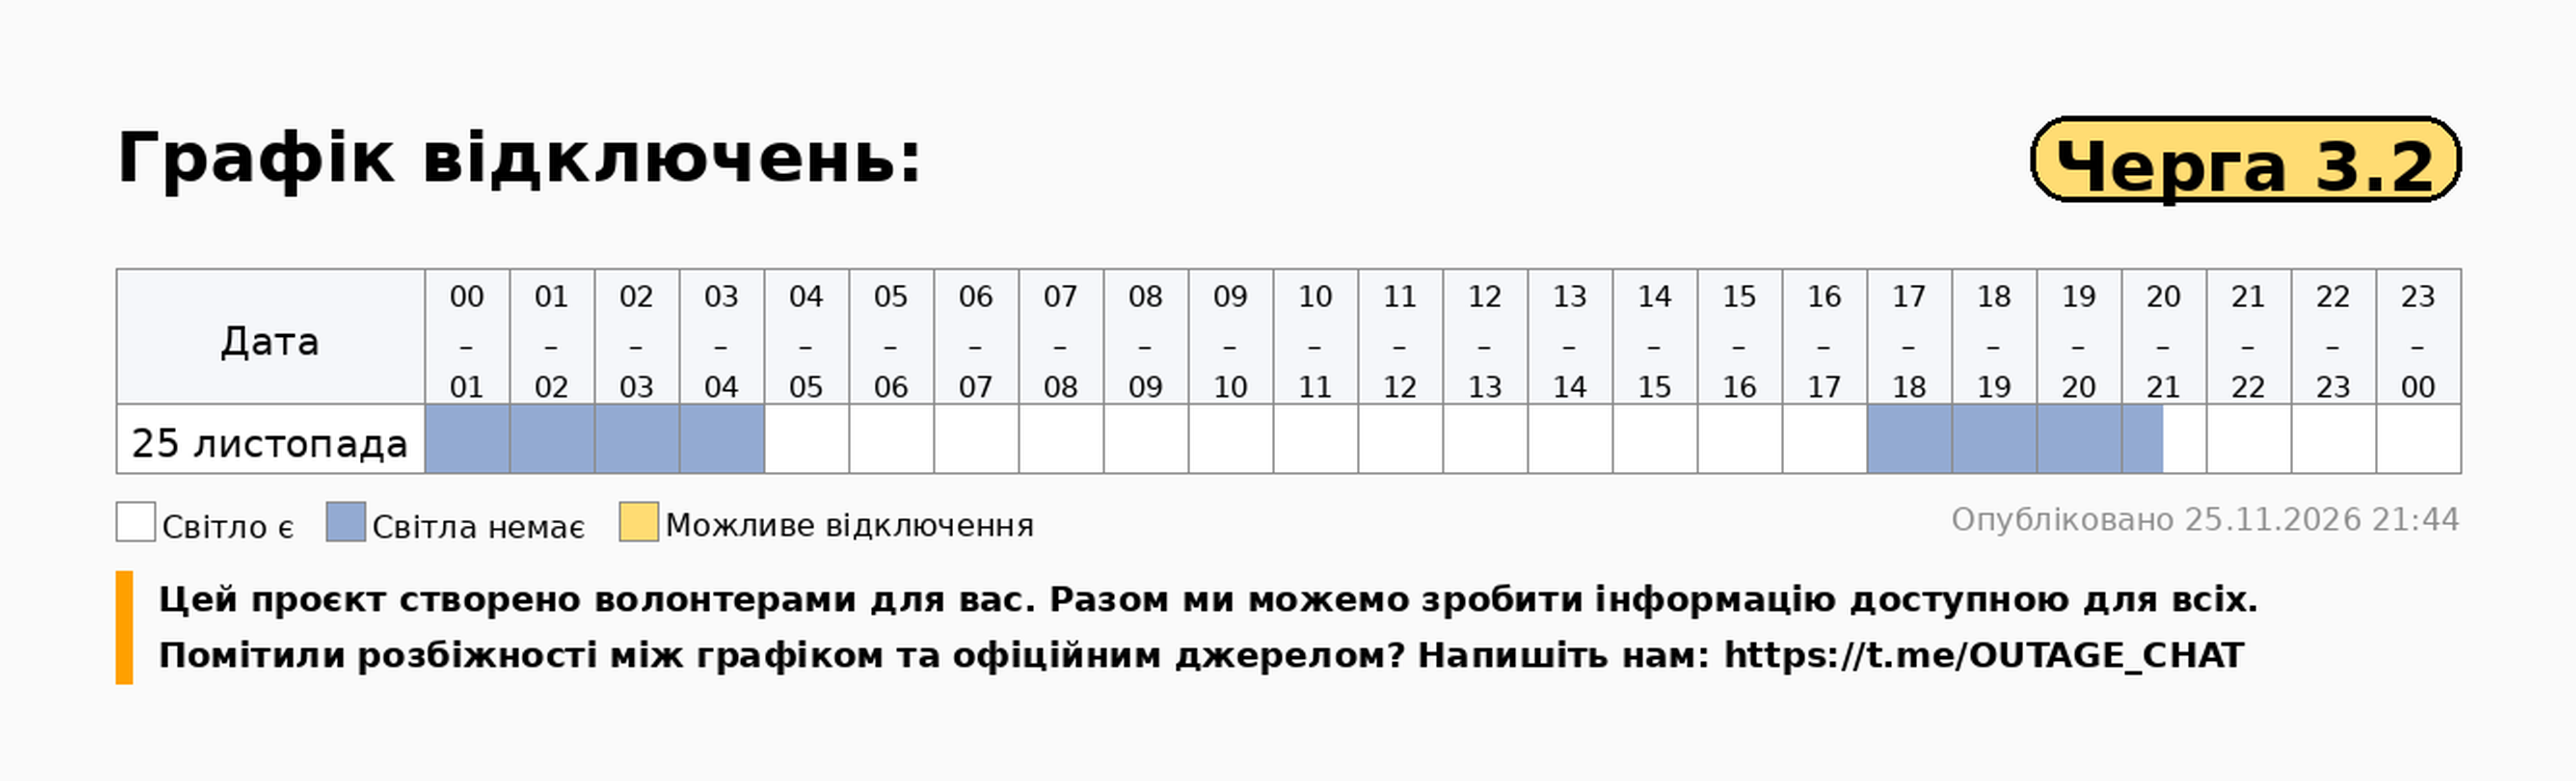 Графік відключень:
Черга 3.2
Дата
00 – 01
01 – 02
02 – 03
03 – 04
04 – 05
05 – 06
06 – 07
07 – 08
08 – 09
09 – 10
10 – 11
11 – 12
12 – 13
13 – 14
14 – 15
15 – 16
16 – 17
17 – 18
18 – 19
19 – 20
20 – 21
21 – 22
22 – 23
23 – 00
25 листопада
Світло є
Світла немає
Можливе відключення
Опубліковано 25.11.2026 21:44
Цей проєкт створено волонтерами для вас. Разом ми можемо зробити інформацію доступною для всіх.
Помітили розбіжності між графіком та офіційним джерелом? Напишіть нам: https://t.me/OUTAGE_CHAT